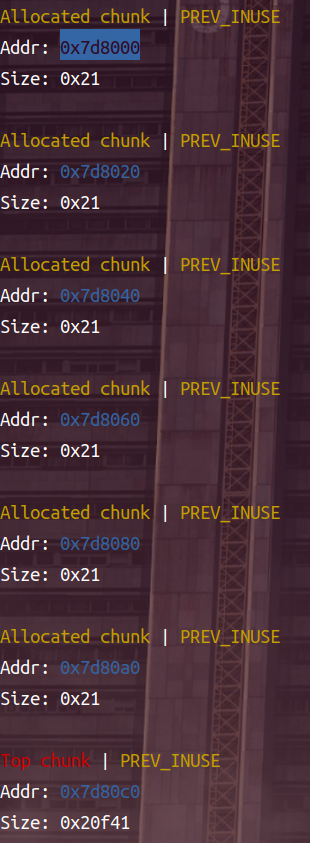 Allocated chunk | PREV_INUSE
Addr: 0x7d8000
Size: 0x21
Allocated chunk | PREV_INUSE
Addr: 0x7d8020
Size: 0x21
Allocated chunk | PREV_INUSE
Addr: 0x7d8040
Size: 0x21
Allocated chunk | PREV_INUSE
Addr: 0x7d8060
Size: 0x21
Allocated chunk | PREV_INUSE
Addr: 0x7d8080
Size: 0x21
Allocated chunk | PREV_INUSE
Addr: 0x7d80a0
Size: 0x21
Top chunk | PREV_INUSE
Addr: 0x7d80c0
Size: 0x20f41